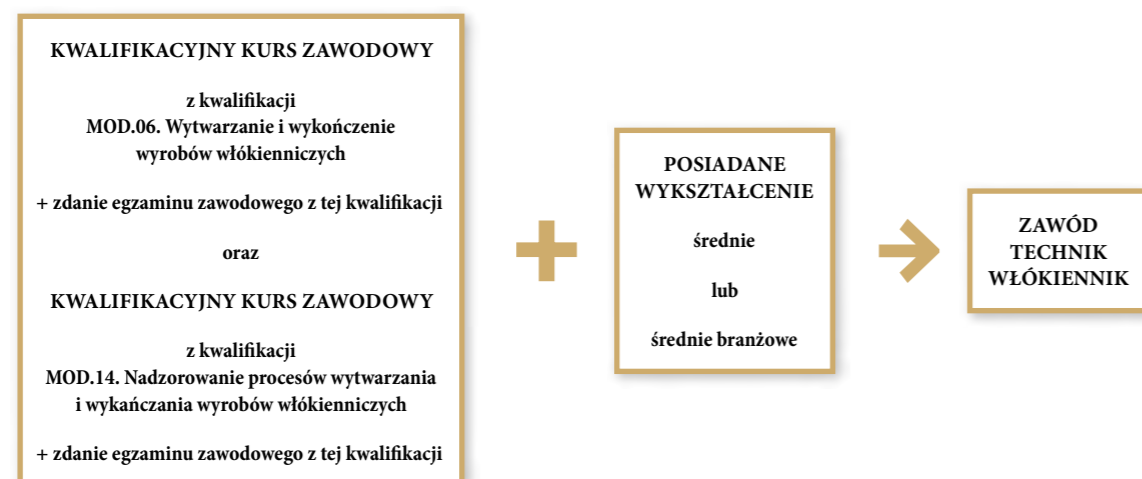 KWALIFIKACYJNY KURS ZAWODOWY
z kwalifikacji
MOD.06. Wytwarzanie i wykończenie
wyrobów włókienniczych
+ zdanie egzaminu zawodowego z tej kwalifikacji
oraz
KWALIFIKACYJNY KURS ZAWODOWY
z kwalifikacji
MOD.14. Nadzorowanie procesów wytwarzania
i wykańczania wyrobów włókienniczych
+ zdanie egzaminu zawodowego z tej kwalifikacji
POSIADANE
WYKSZTAŁCENIE
średnie
lub
średnie branżowe
ZAWÓD
TECHNIK
WŁÓKIENNIK